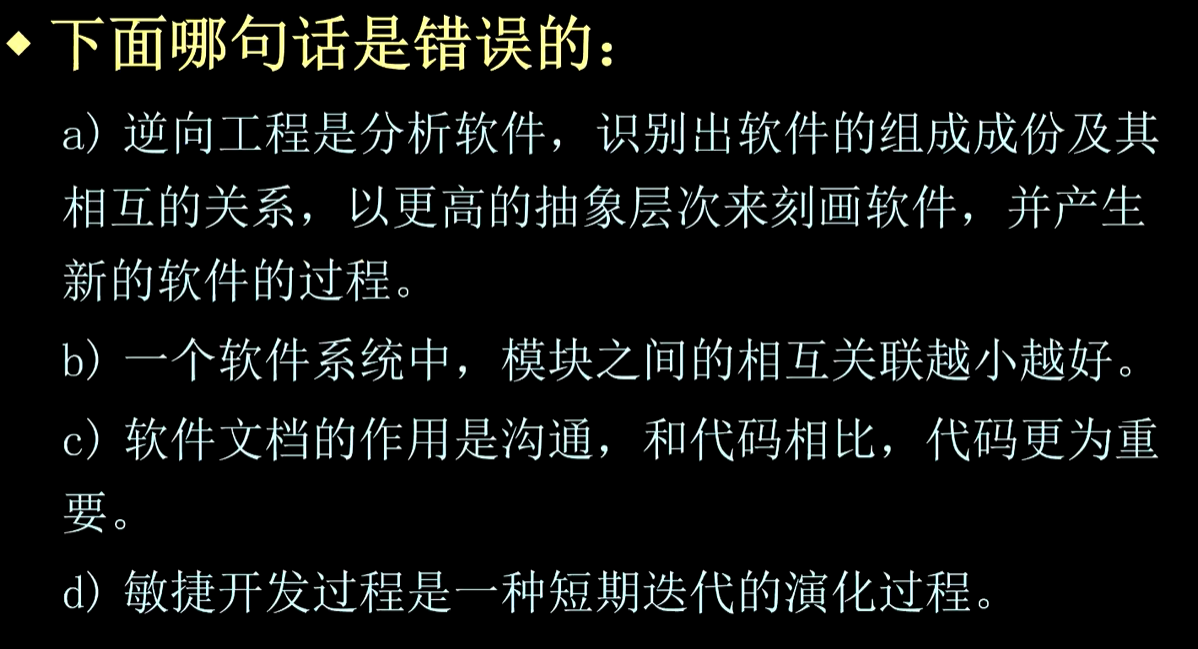 ◆ 下面哪句话是错误的：
a) 逆向工程是分析软件，识别出软件的组成成份及其
相互的关系，以更高的抽象层次来刻画软件，并产生
新的软件的过程。
b) 一个软件系统中，模块之间的相互关联越小越好。
c) 软件文档的作用是沟通，和代码相比，代码更为重
要。
d) 敏捷开发过程是一种短期迭代的演化过程。